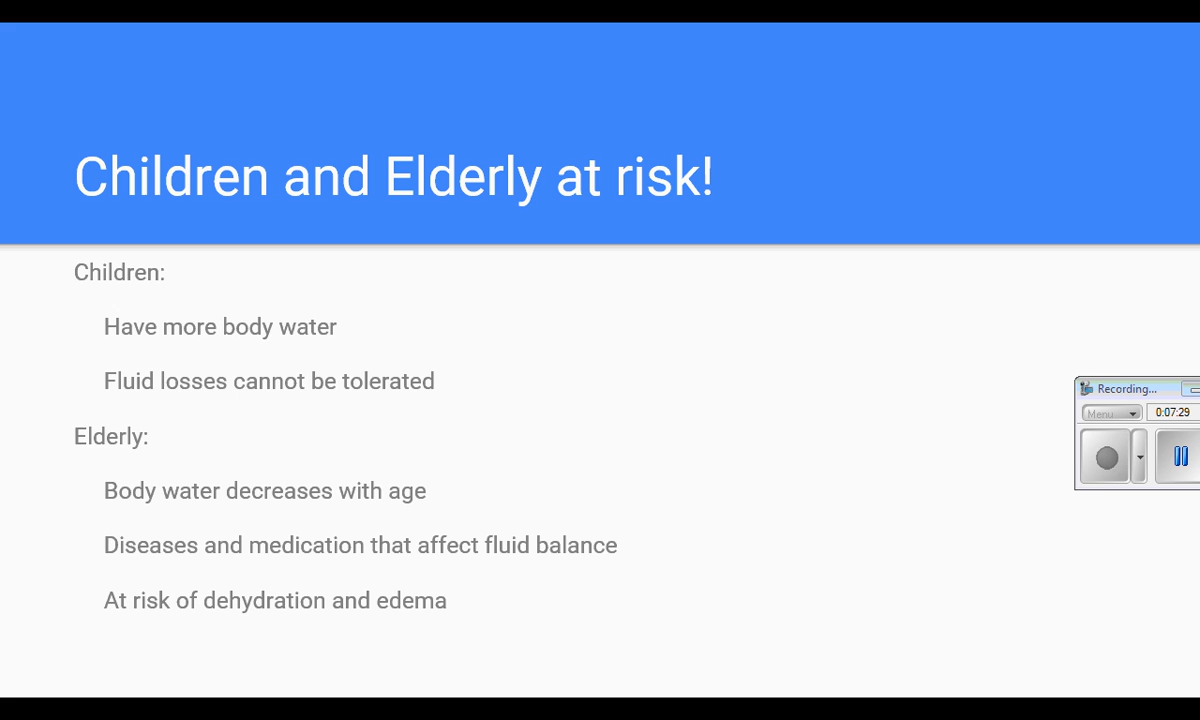 Children and Elderly at risk!
Children:
Have more body water
Fluid losses cannot be tolerated
Elderly:
Body water decreases with age
Diseases and medication that affect fluid balance
At risk of dehydration and edema
Recording...
Menu
0:07:29